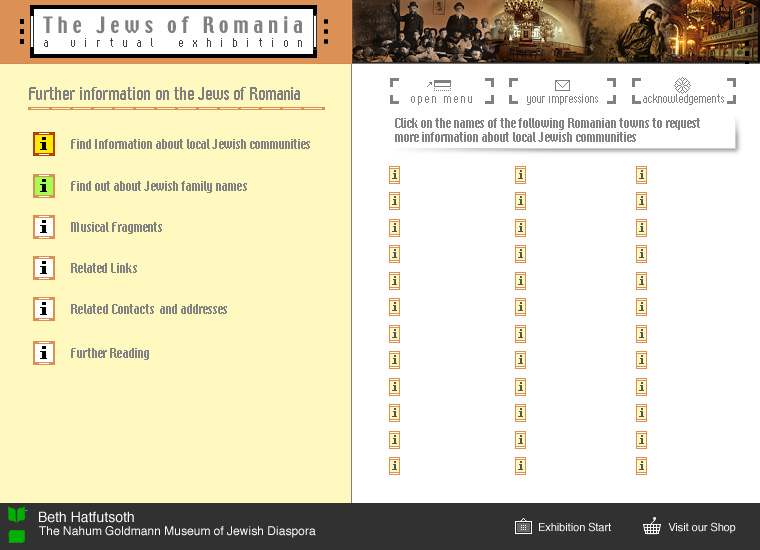 The Jews of Romania
a virtual exhibition
Further information on the Jews of Romania
i Find Information about local Jewish communities
i Find out about Jewish family names
i Musical Fragments
i Related Links
i Related Contacts and addresses
i Further Reading
open menu
your impressions
acknowledgements
Click on the names of the following Romanian towns to request
more information about local Jewish communities
i i i
i i i
i i i
i i i
i i i
i i i
i i i
i i i
i i i
i i i
i i i
i i i
Beth Hatfutsoth
The Nahum Goldmann Museum of Jewish Diaspora
Exhibition Start
Visit our Shop